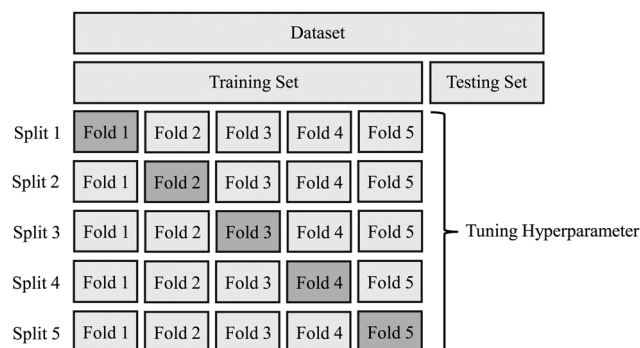 Dataset
Training Set Testing Set
Split 1 Fold 1 Fold 2 Fold 3 Fold 4 Fold 5
Split 2 Fold 1 Fold 2 Fold 3 Fold 4 Fold 5
Split 3 Fold 1 Fold 2 Fold 3 Fold 4 Fold 5
Tuning Hyperparameter
Split 4 Fold 1 Fold 2 Fold 3 Fold 4 Fold 5
Split 5 Fold 1 Fold 2 Fold 3 Fold 4 Fold 5